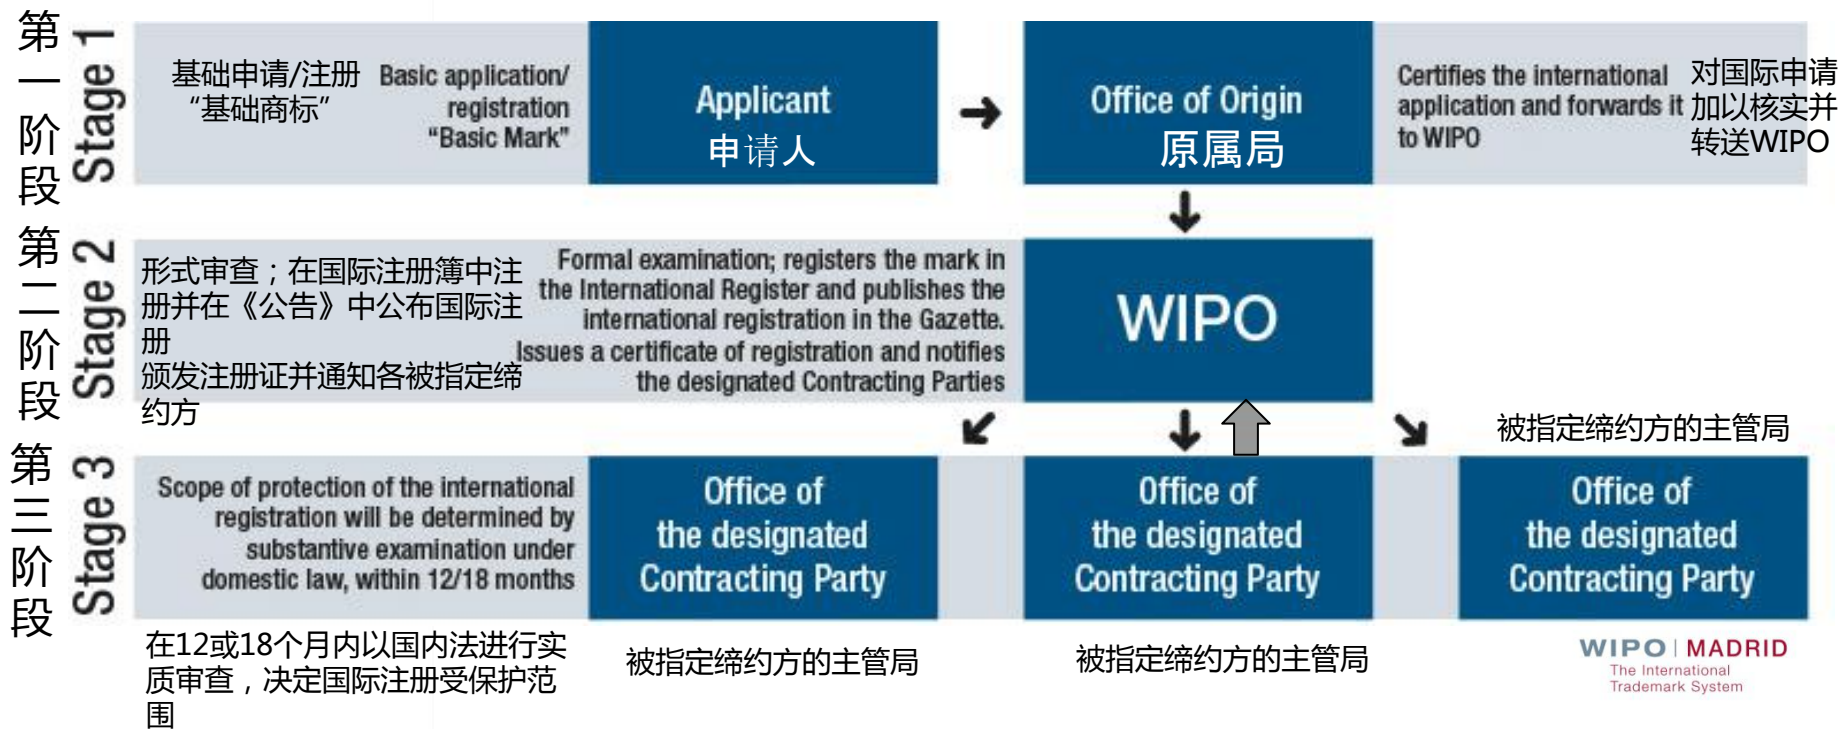 第一阶段
Stage 1
基础申请/注册
“基础商标”
Basic application/
registration
“Basic Mark”
Applicant
申请人
Office of Origin
原属局
Certifies the international
application and forwards it
to WIPO
对国际申请
加以核实并
转送WIPO
第二阶段
Stage 2
形式审查；在国际注册簿中注
册并在《公告》中公布国际注
册
颁发注册证并通知各被指定缔
约方
Formal examination; registers the mark in
the International Register and publishes the
international registration in the Gazette.
Issues a certificate of registration and notifies
the designated Contracting Parties
WIPO
被指定缔约方的主管局
第三阶段
Stage 3
Scope of protection of the international
registration will be determined by
substantive examination under
domestic law, within 12/18 months
Office of
the designated
Contracting Party
Office of
the designated
Contracting Party
Office of
the designated
Contracting Party
在12或18个月内以国内法进行实
质审查，决定国际注册受保护范
围
被指定缔约方的主管局
被指定缔约方的主管局
WIPO | MADRID
The International
Trademark System